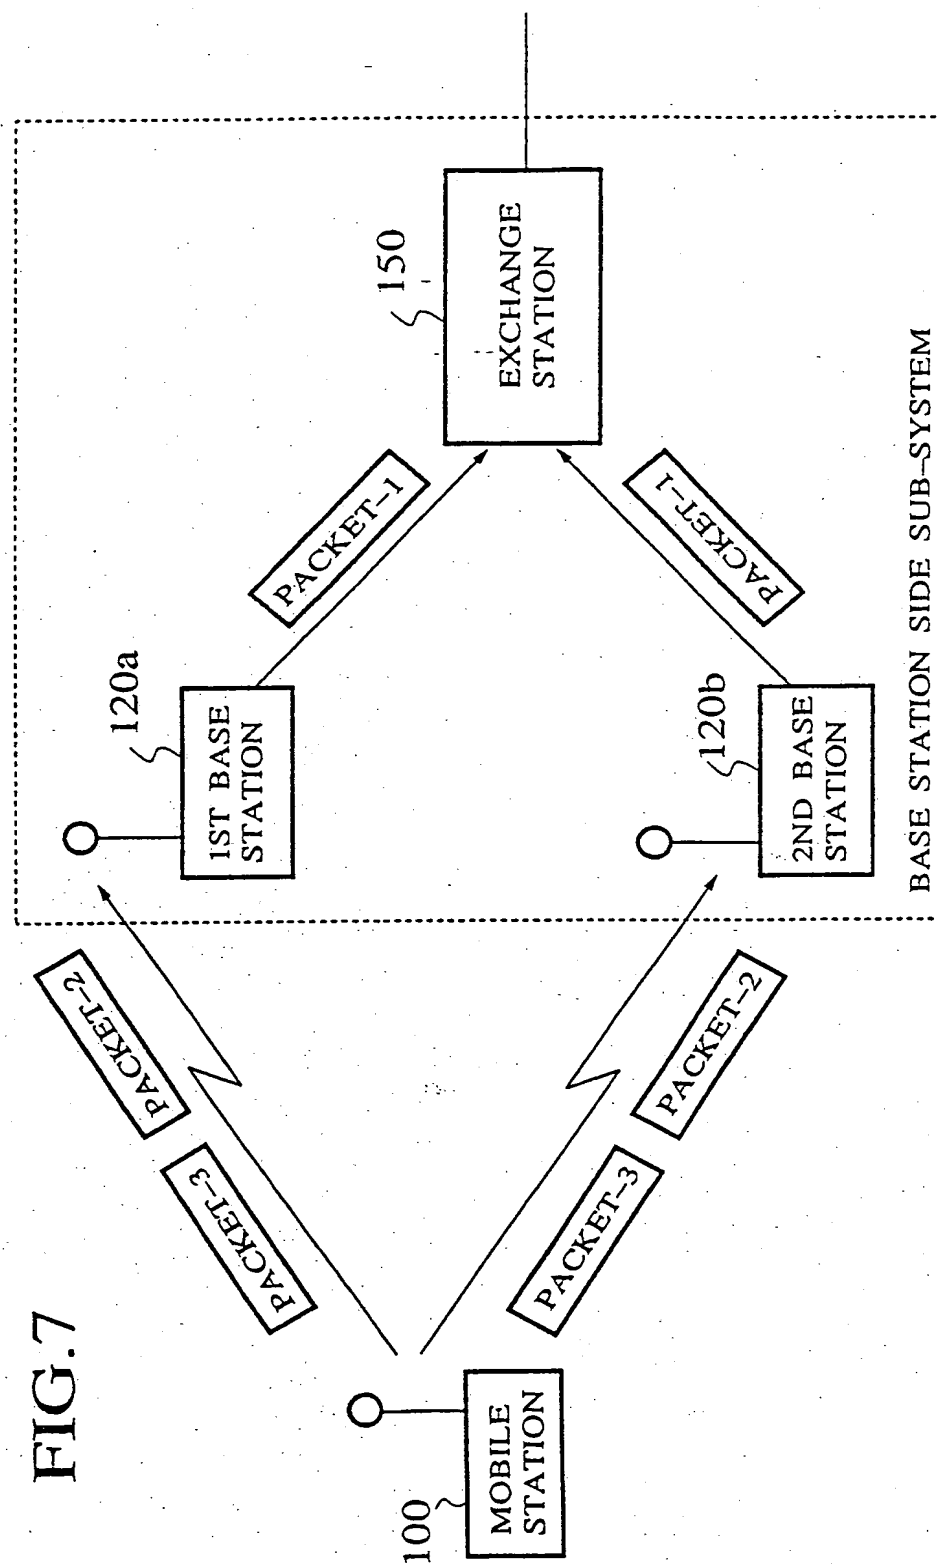 FIG.7
100
MOBILE
STATION
PACKET–3
PACKET–2
PACKET–3
PACKET–2
120a
1ST BASE
STATION
120b
2ND BASE
STATION
PACKET–1
PACKET–1
150
EXCHANGE
STATION
BASE STATION SIDE SUB–SYSTEM